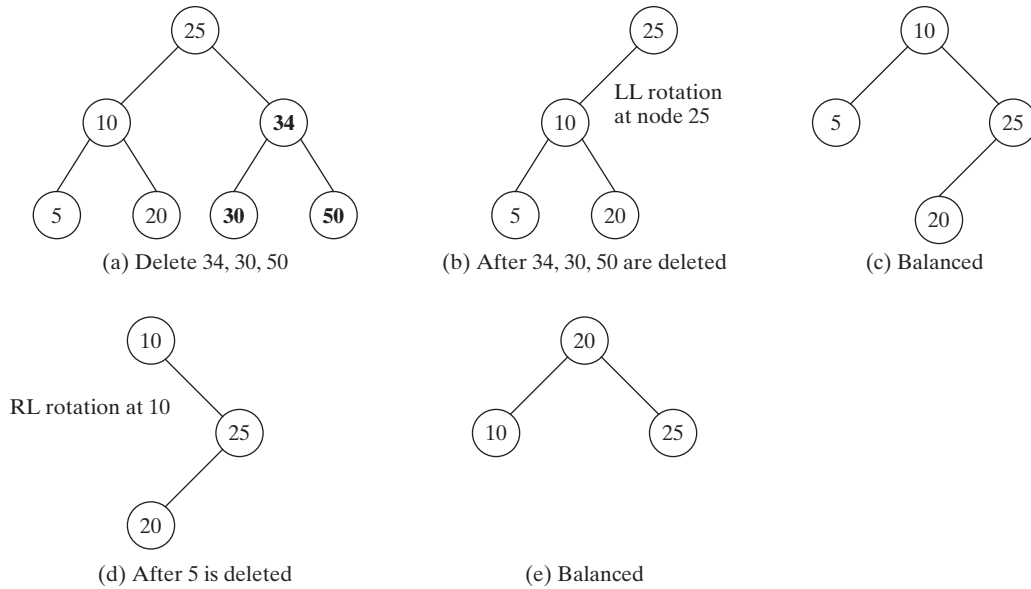 25
10
34
5
20
30
50
(a) Delete 34, 30, 50
25
LL rotation
at node 25
10
5
20
(b) After 34, 30, 50 are deleted
10
5
25
20
(c) Balanced
10
RL rotation at 10
25
20
(d) After 5 is deleted
20
10
25
(e) Balanced